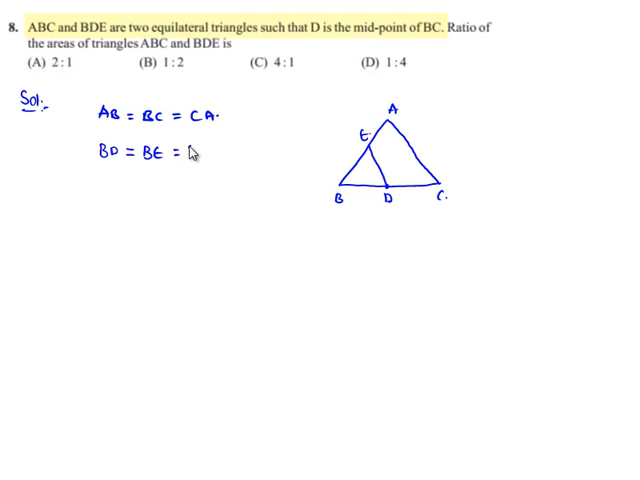 8. ABC and BDE are two equilateral triangles such that D is the mid-point of BC. Ratio of
the areas of triangles ABC and BDE is
(A) 2 : 1 (B) 1 : 2 (C) 4 : 1 (D) 1 : 4
Sol:-
AB = BC = CA.
BD = BE =
A
E
B D C